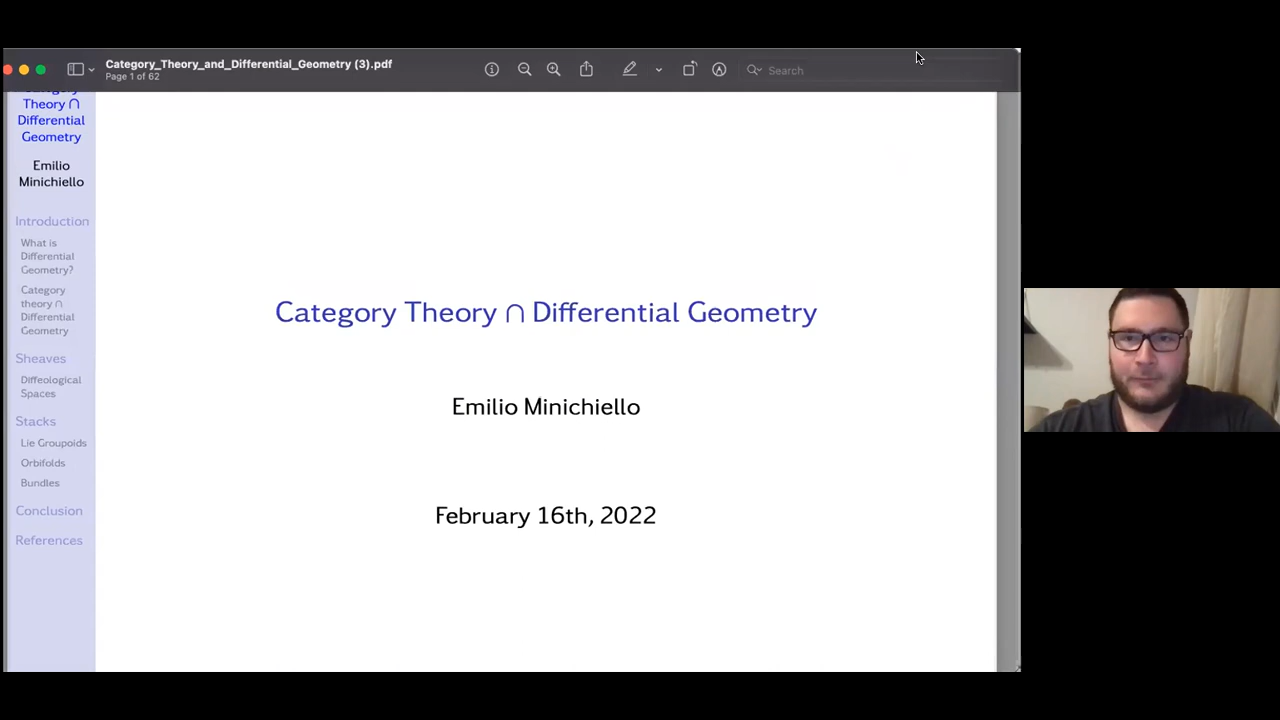 Category_Theory_and_Differential_Geometry (3).pdf
Page 1 of 62
Search
Category
Theory ∩
Differential
Geometry
Emilio
Minichiello
Introduction
What is
Differential
Geometry?
Category
theory ∩
Differential
Geometry
Sheaves
Diffeological
Spaces
Stacks
Lie Groupoids
Orbifolds
Bundles
Conclusion
References
Category Theory ∩ Differential Geometry
Emilio Minichiello
February 16th, 2022